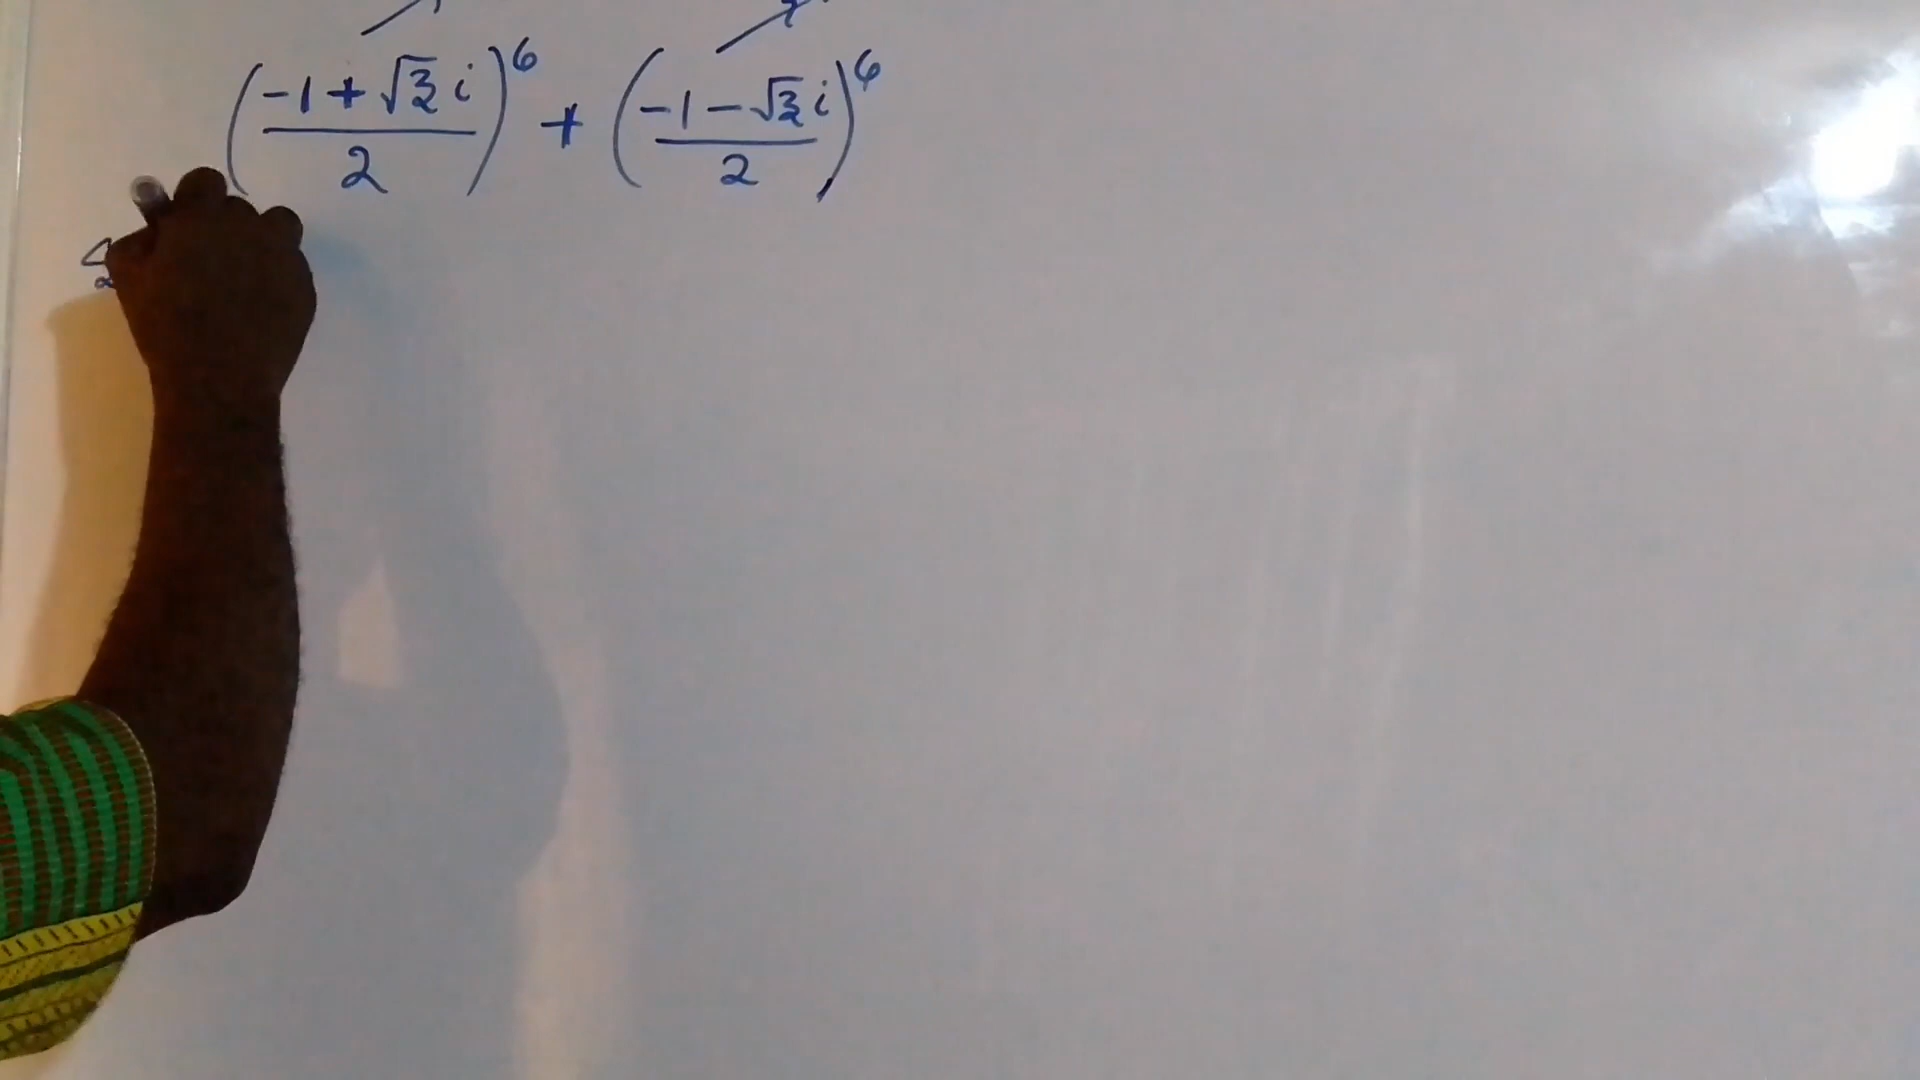 (-1+√3 i / 2)^6 + (-1-√3 i / 2)^6